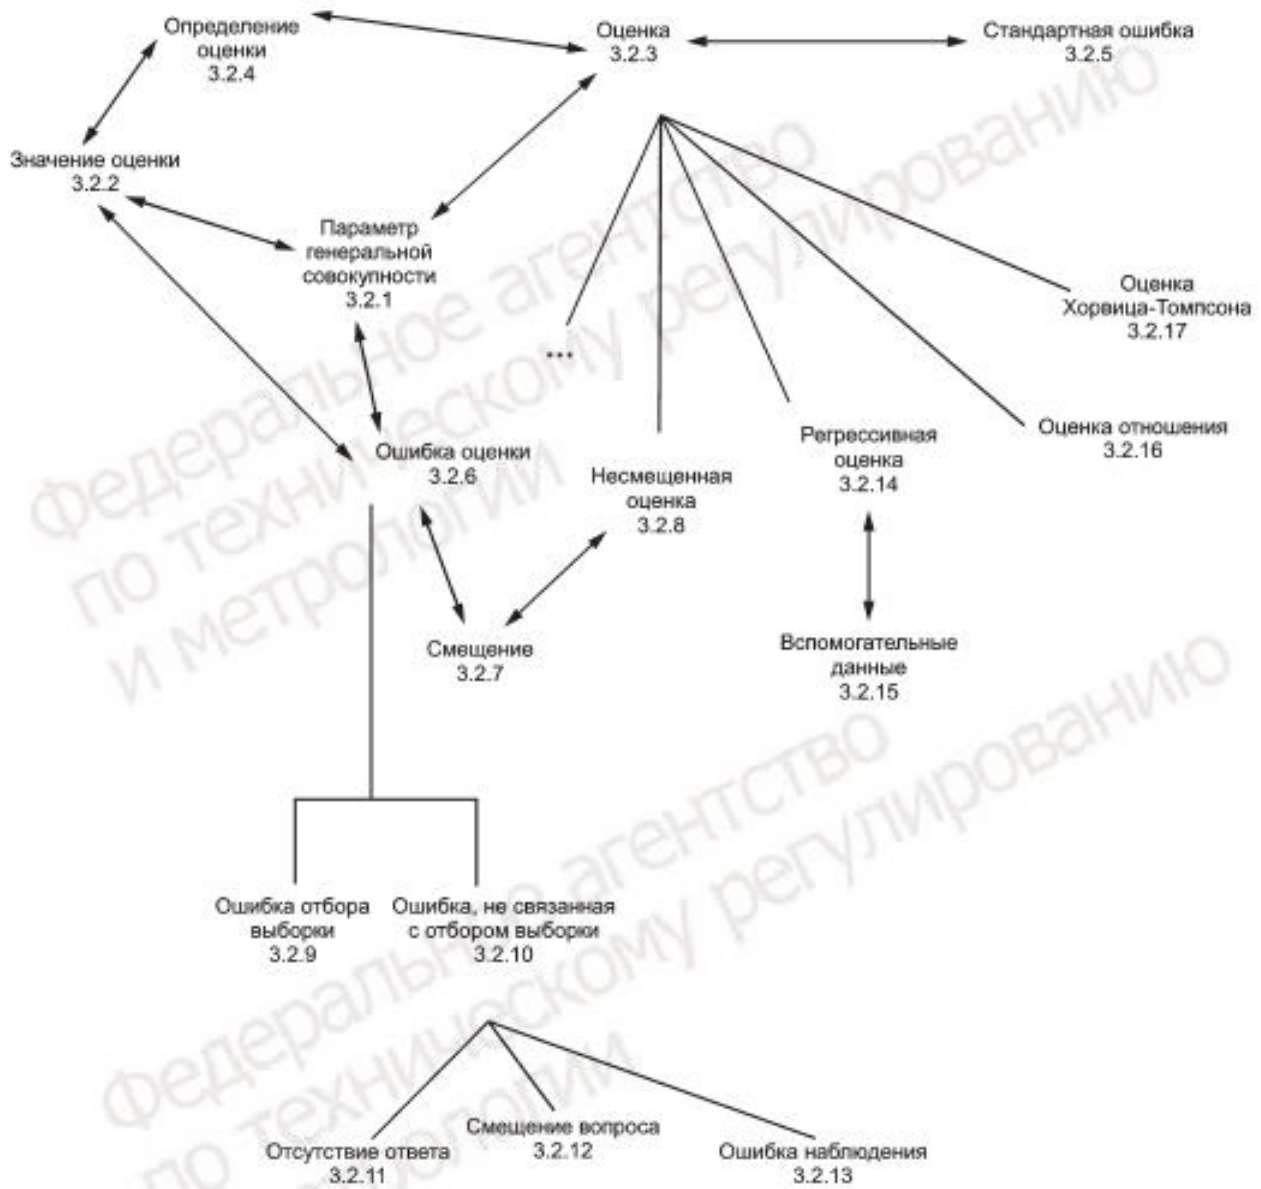 Определение
оценки
3.2.4
Оценка
3.2.3
Стандартная ошибка
3.2.5
Значение оценки
3.2.2
Параметр
генеральной
совокупности
3.2.1
Оценка
Хорвица-Томпсона
3.2.17
...
Ошибка оценки
3.2.6
Несмещенная
оценка
3.2.8
Регрессивная
оценка
3.2.14
Оценка отношения
3.2.16
Смещение
3.2.7
Вспомогательные
данные
3.2.15
Ошибка отбора
выборки
3.2.9
Ошибка, не связанная
с отбором выборки
3.2.10
Отсутствие ответа
3.2.11
Смещение вопроса
3.2.12
Ошибка наблюдения
3.2.13
Федеральное агентство
по техническому регулированию
и метрологии
Федеральное агентство
по техническому регулированию
и метрологии